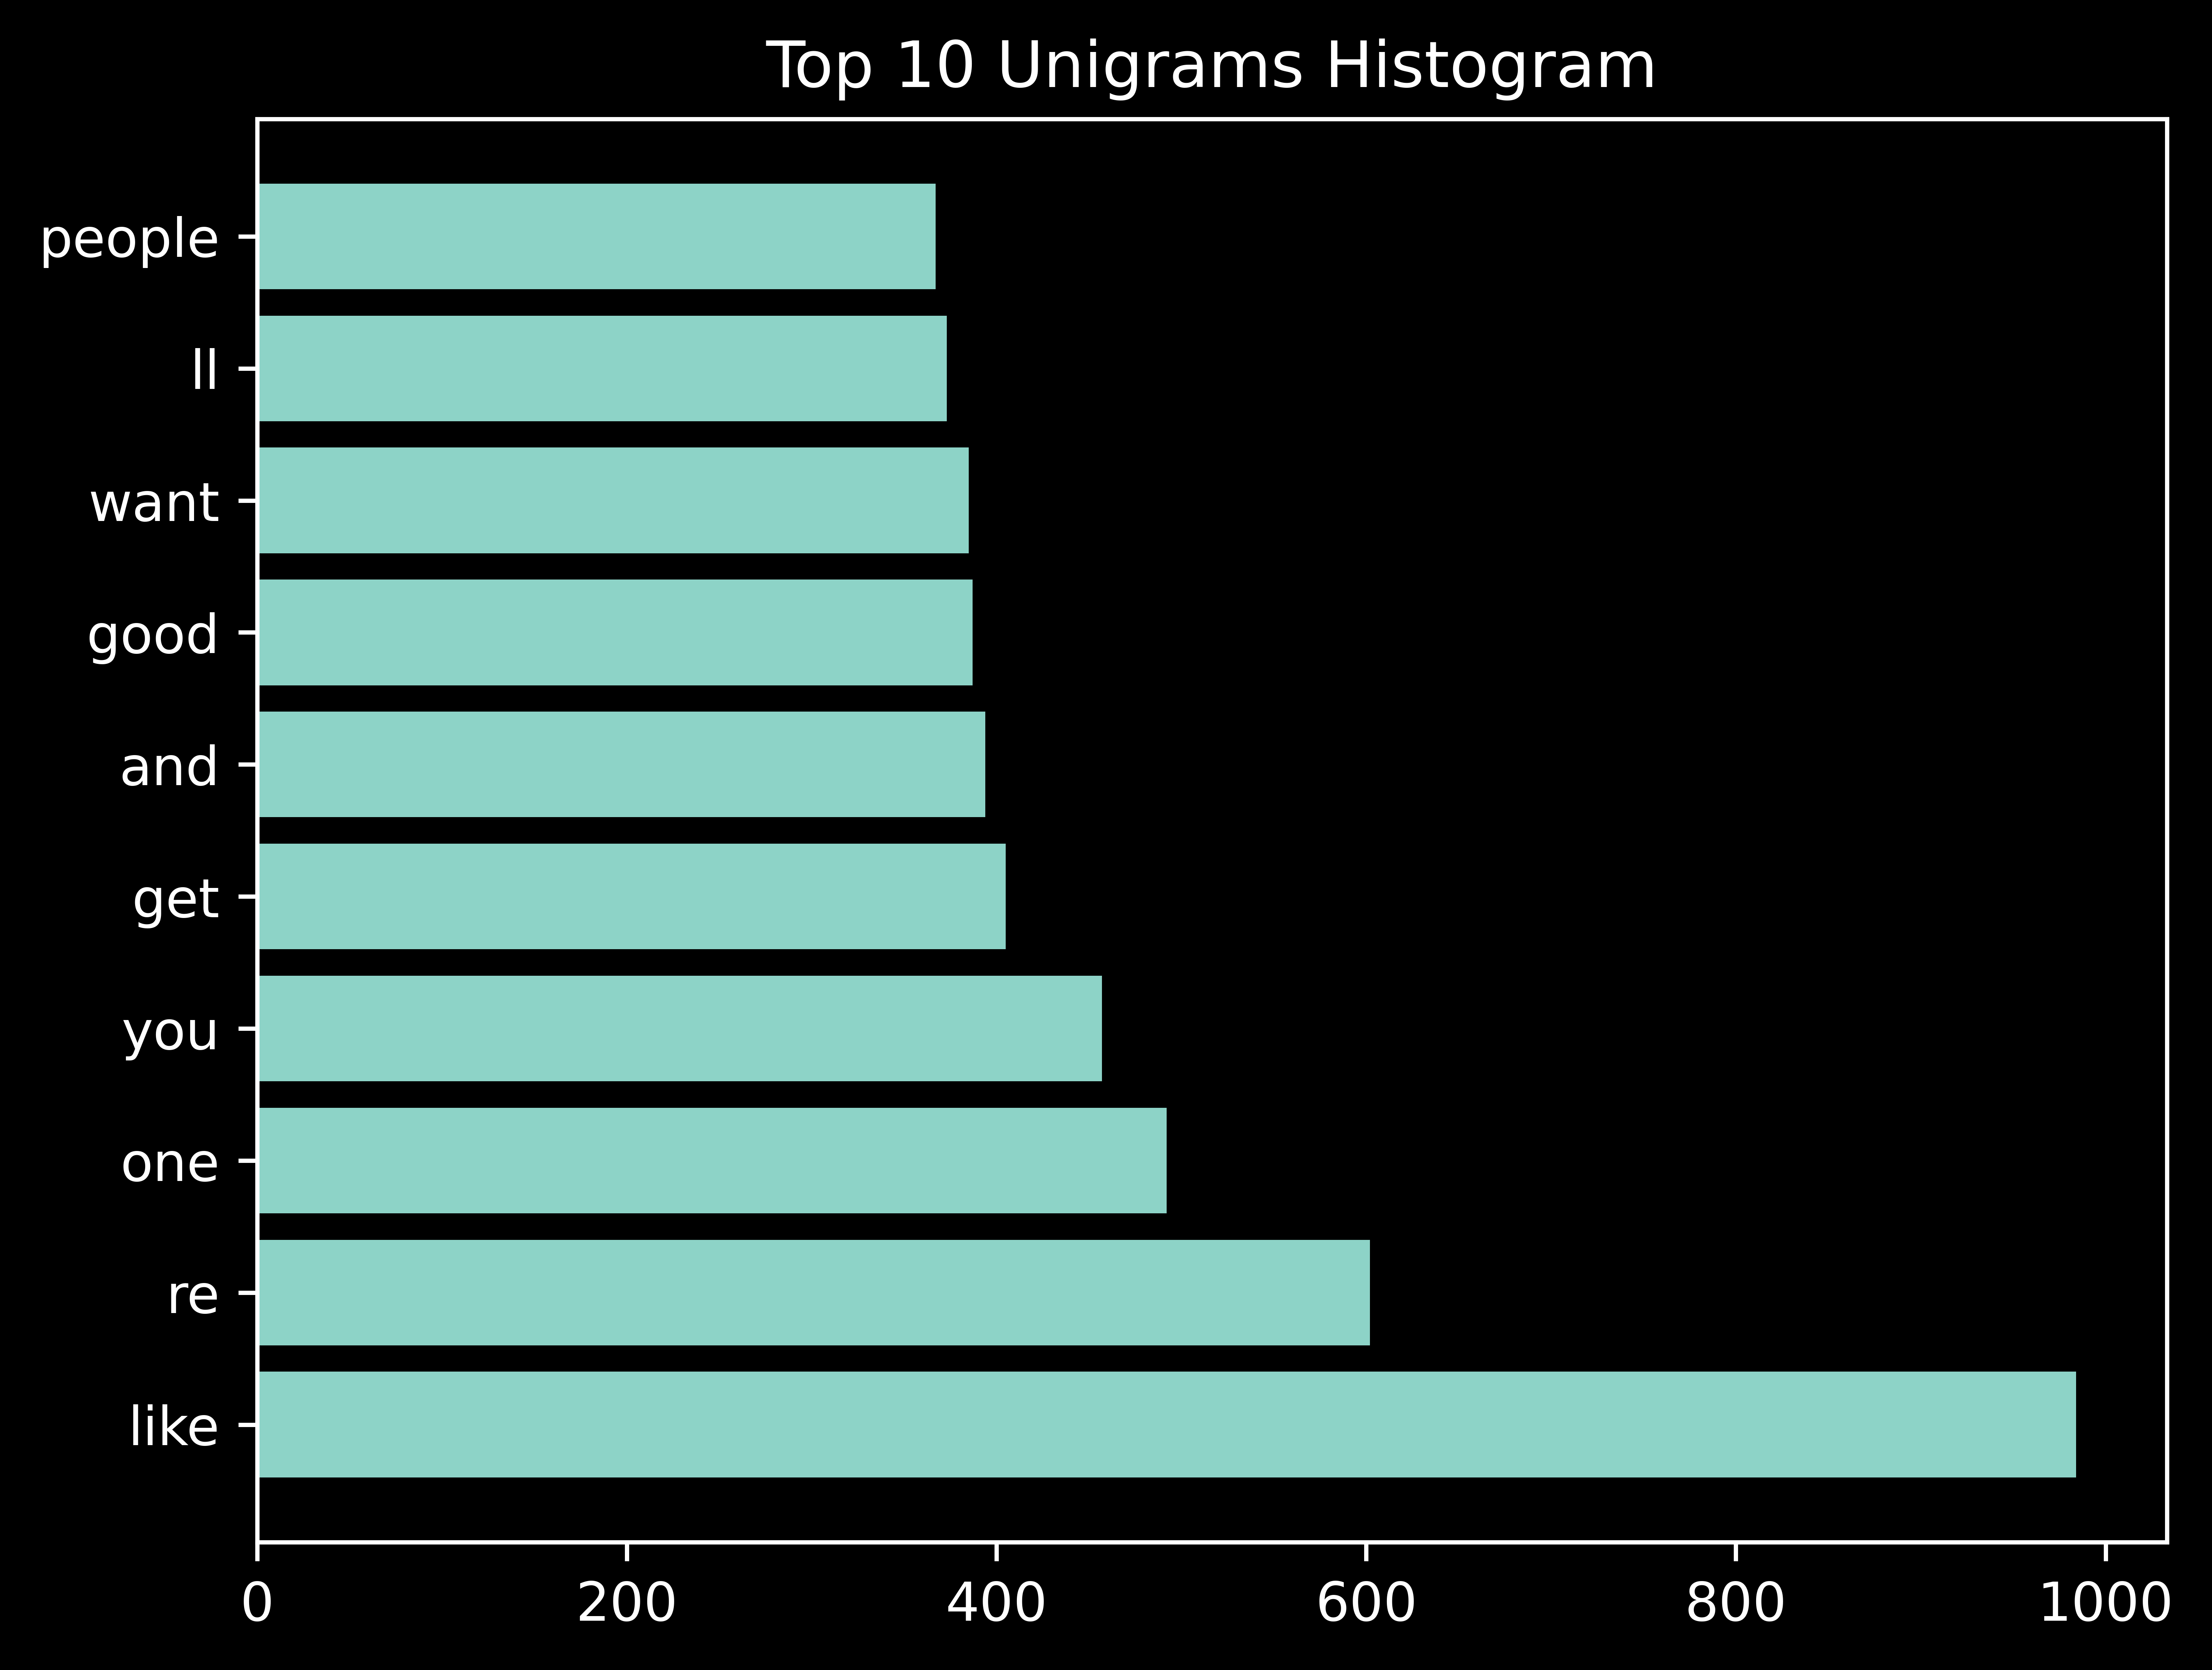 Top 10 Unigrams Histogram
people
ll
want
good
and
get
you
one
re
like
0 200 400 600 800 1000